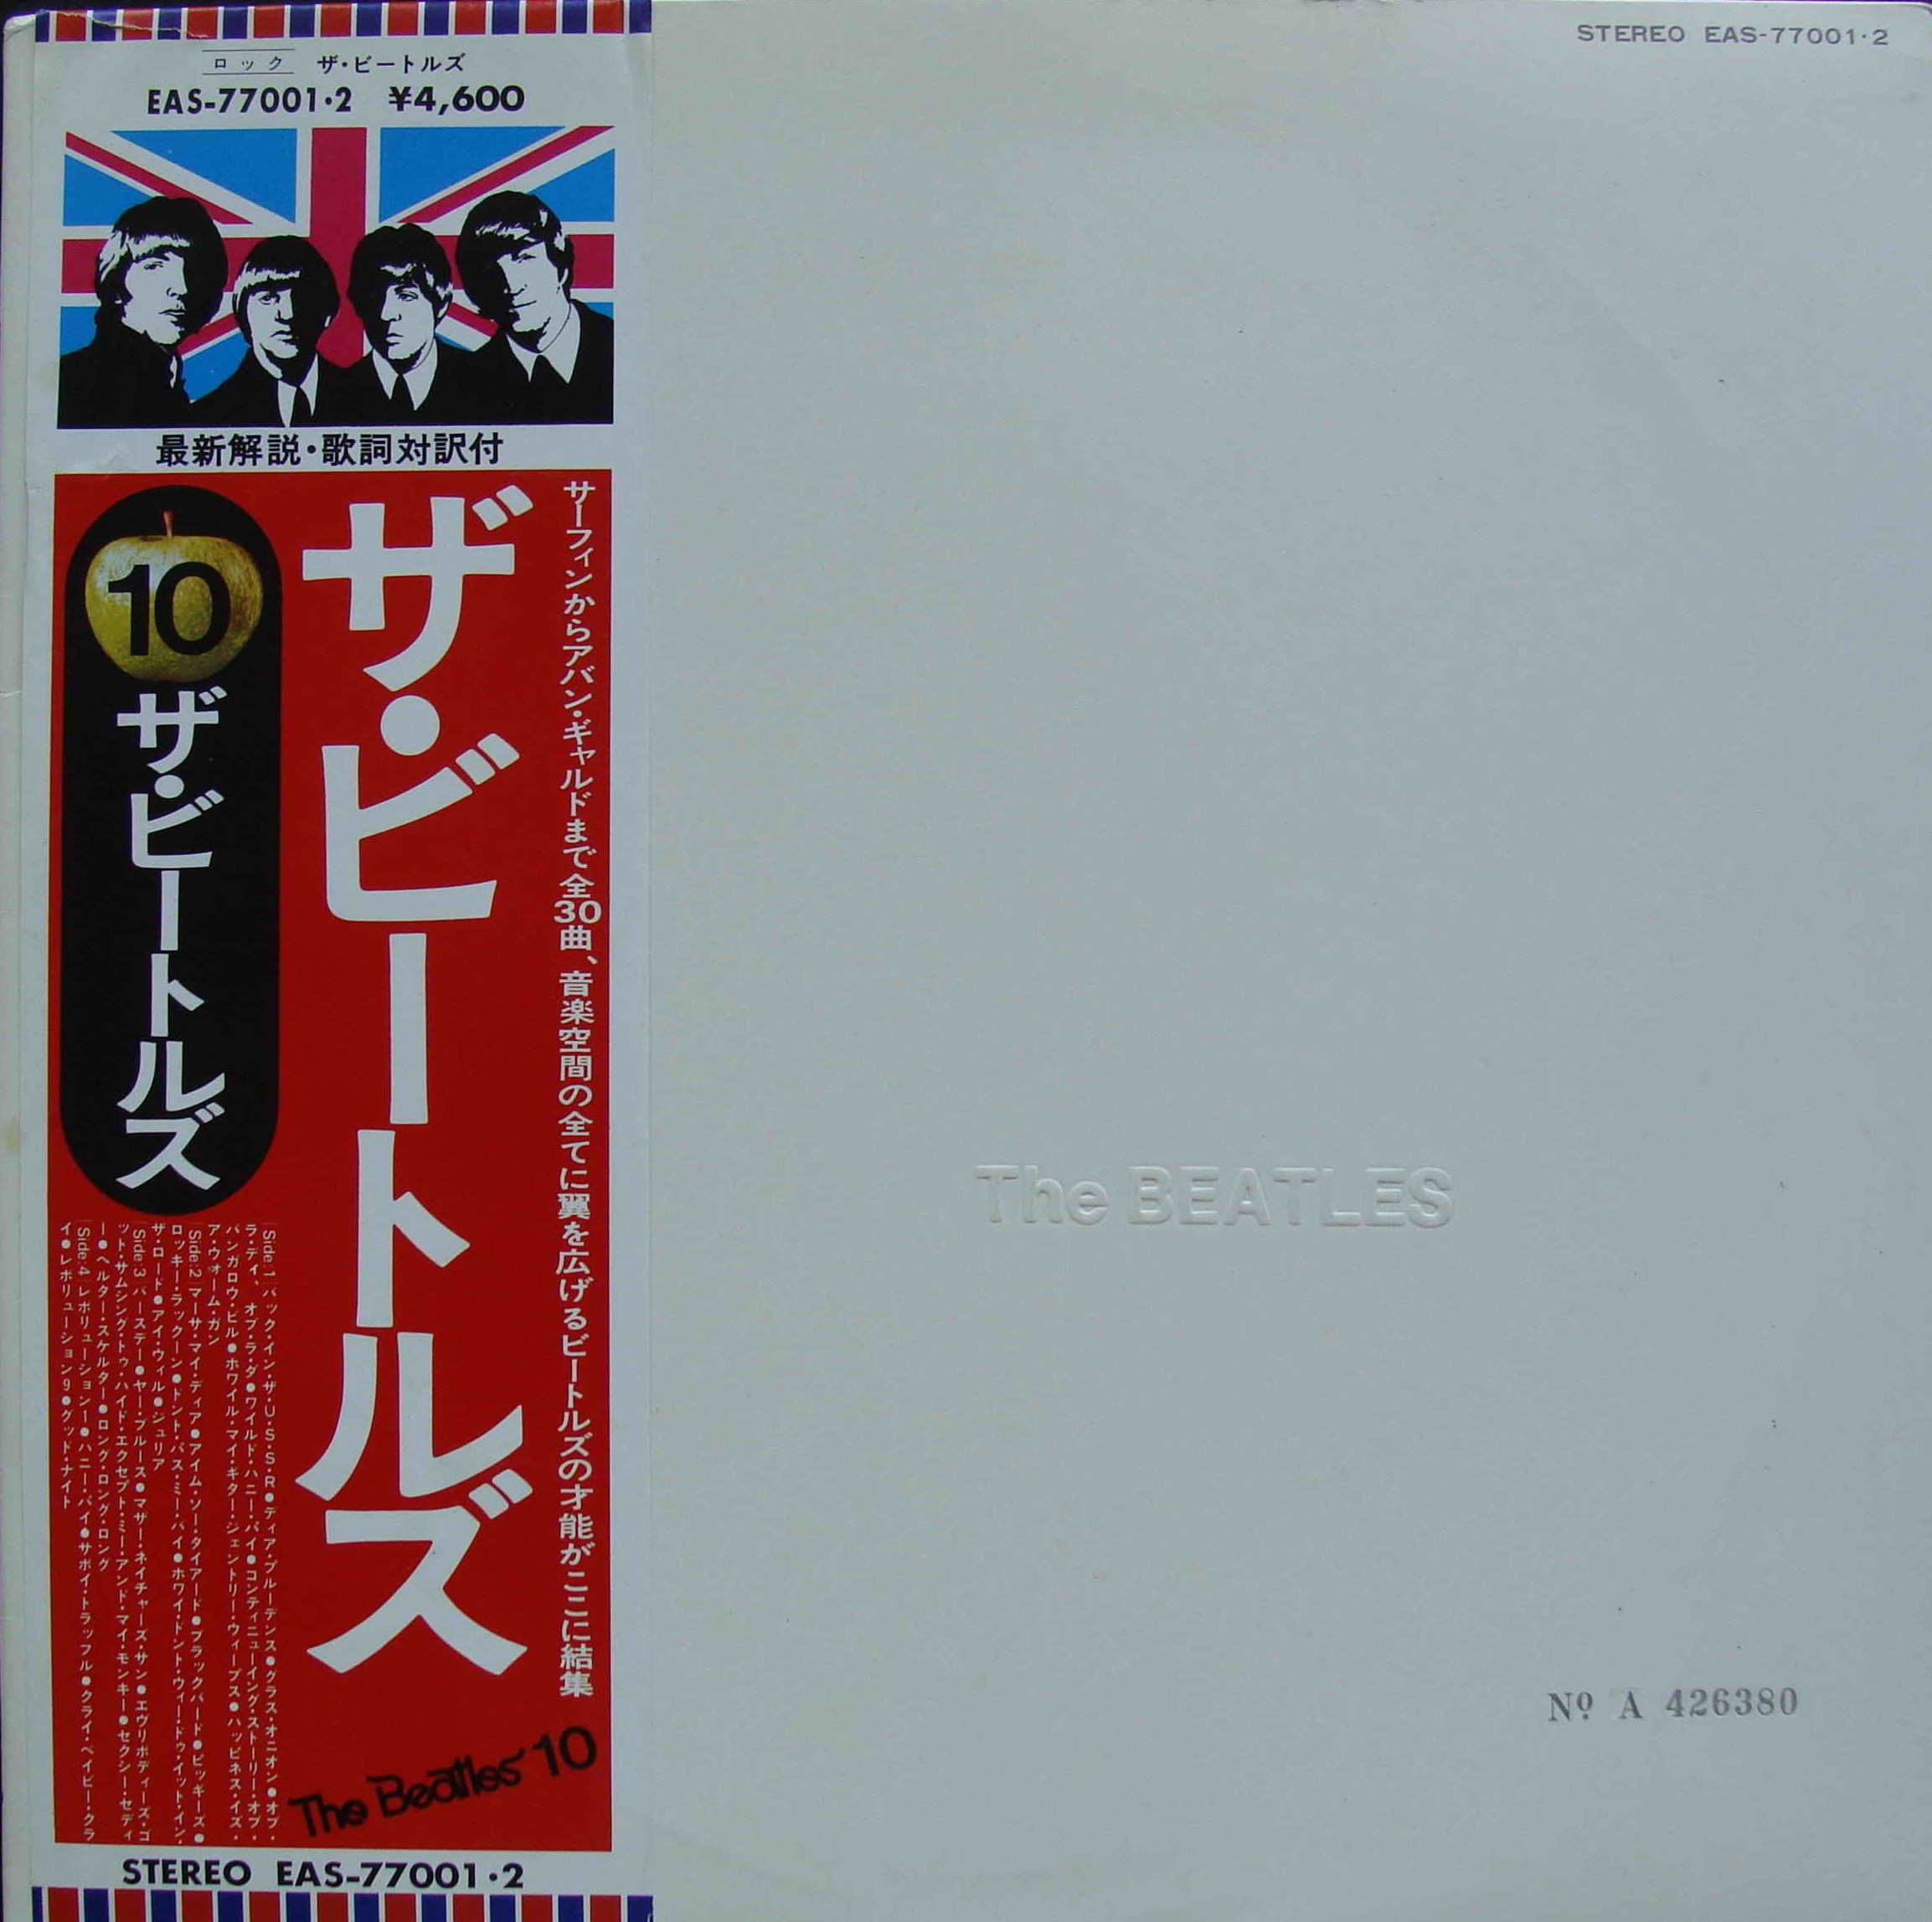 ロック ザ・ビートルズ
EAS-77001・2 ¥4,600
最新解説・歌詞対訳付
サーフィンからアバン・ギャルドまで全30曲、音楽空間の全てに翼を広げるビートルズの才能がここに結集
ザ・ビートルズ
10
ザ・ビートルズ
Side:1 バック・イン・ザ・U・S・S・R●ディア・プルーデンス●グラス・オニオン●オブ・
ラ・ディ、オブ・ラ・ダ●ワイルド・ハニー・パイ●コンティニューイング・ストーリー・オブ・
バンガロウ・ビル●ホワイル・マイ・ギター・ジェントリー・ウィープス●ハッピネス・イズ・
ア・ウォーム・ガン
Side:2 マーサ・マイ・ディア●アイム・ソー・タイアード●ブラックバード●ピッギーズ●
ロッキー・ラックーン●ドント・パス・ミー・バイ●ホワイ・ドント・ウィー・ドゥ・イット・イン・
ザ・ロード●アイ・ウィル●ジュリア
Side:3 バースデー●ヤー・ブルース●マザー・ネイチャーズ・サン●エヴリボディーズ・ゴ
ット・サムシング・トゥ・ハイド・エクセプト・ミー・アンド・マイ・モンキー●セクシー・セディ
ー●ヘルター・スケルター●ロング・ロング・ロング
Side:4 レボリューション1●ハニー・パイ●サボイ・トラッフル●クライ・ベイビー・クラ
イ●レボリューション9●グッド・ナイト
The Beatles 10
STEREO EAS-77001・2
STEREO EAS-77001・2
The BEATLES
Nº A 426380